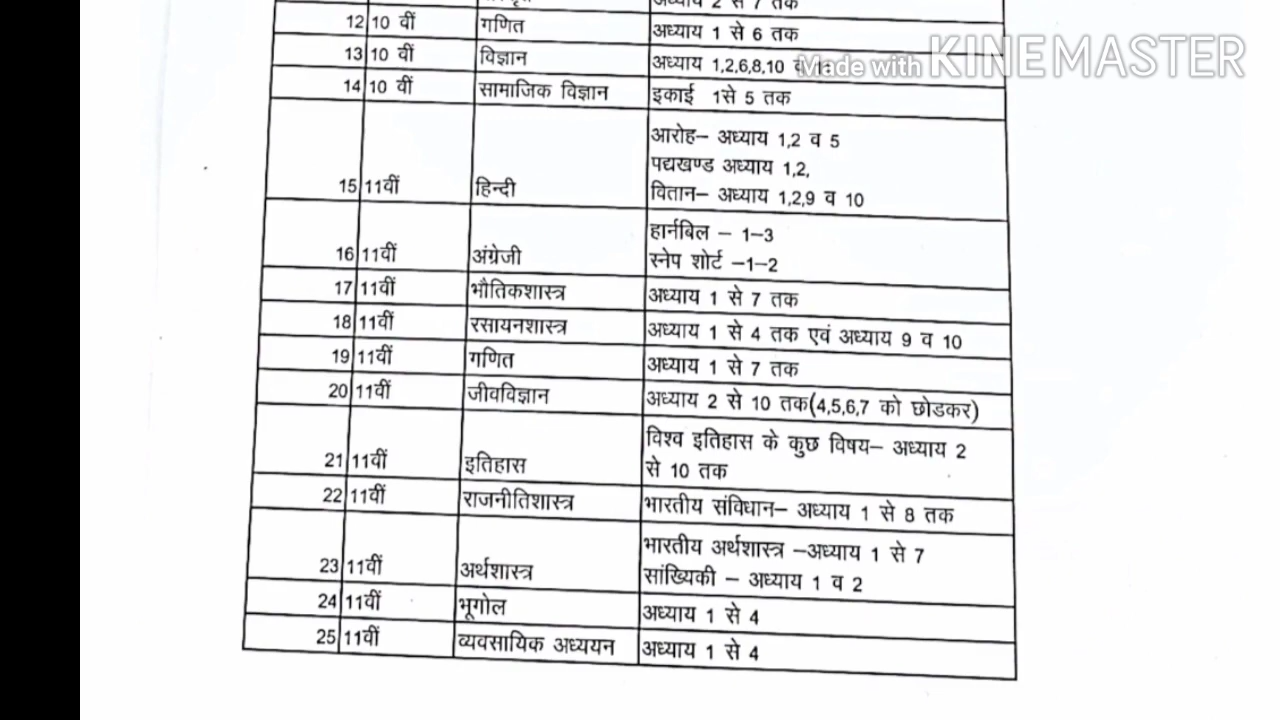 अध्याय 2 से 7 तक
12 10 वीं गणित अध्याय 1 से 6 तक
13 10 वीं विज्ञान अध्याय 1,2,6,8,10
Made with KINEMASTER
14 10 वीं सामाजिक विज्ञान इकाई 1से 5 तक
आरोह– अध्याय 1,2 व 5
पद्यखण्ड अध्याय 1,2,
15 11वीं हिन्दी वितान– अध्याय 1,2,9 व 10
हार्नबिल – 1–3
16 11वीं अंग्रेजी स्नेप शोर्ट –1–2
17 11वीं भौतिकशास्त्र अध्याय 1 से 7 तक
18 11वीं रसायनशास्त्र अध्याय 1 से 4 तक एवं अध्याय 9 व 10
19 11वीं गणित अध्याय 1 से 7 तक
20 11वीं जीवविज्ञान अध्याय 2 से 10 तक(4,5,6,7 को छोडकर)
विश्व इतिहास के कुछ विषय– अध्याय 2
21 11वीं इतिहास से 10 तक
22 11वीं राजनीतिशास्त्र भारतीय संविधान– अध्याय 1 से 8 तक
भारतीय अर्थशास्त्र –अध्याय 1 से 7
23 11वीं अर्थशास्त्र सांख्यिकी – अध्याय 1 व 2
24 11वीं भूगोल अध्याय 1 से 4
25 11वीं व्यवसायिक अध्ययन अध्याय 1 से 4